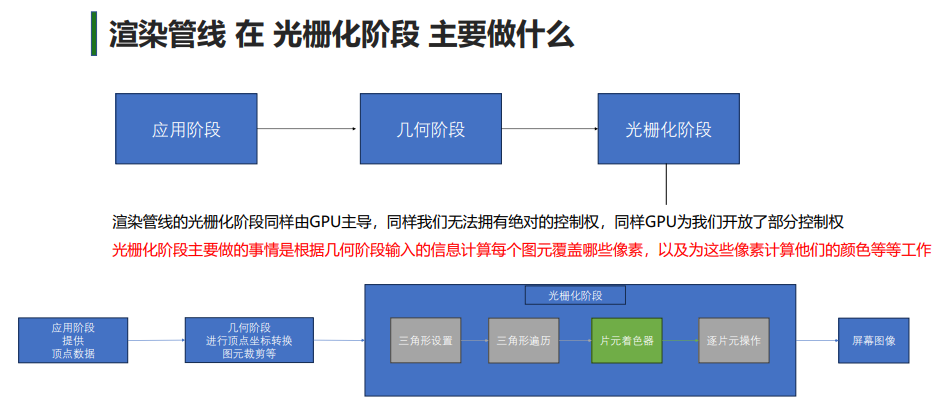 渲染管线 在 光栅化阶段 主要做什么
应用阶段
几何阶段
光栅化阶段
渲染管线的光栅化阶段同样由GPU主导，同样我们无法拥有绝对的控制权，同样GPU为我们开放了部分控制权
光栅化阶段主要做的事情是根据几何阶段输入的信息计算每个图元覆盖哪些像素，以及为这些像素计算他们的颜色等等工作
应用阶段
提供
顶点数据
几何阶段
进行顶点坐标转换
图元裁剪等
光栅化阶段
三角形设置
三角形遍历
片元着色器
逐片元操作
屏幕图像